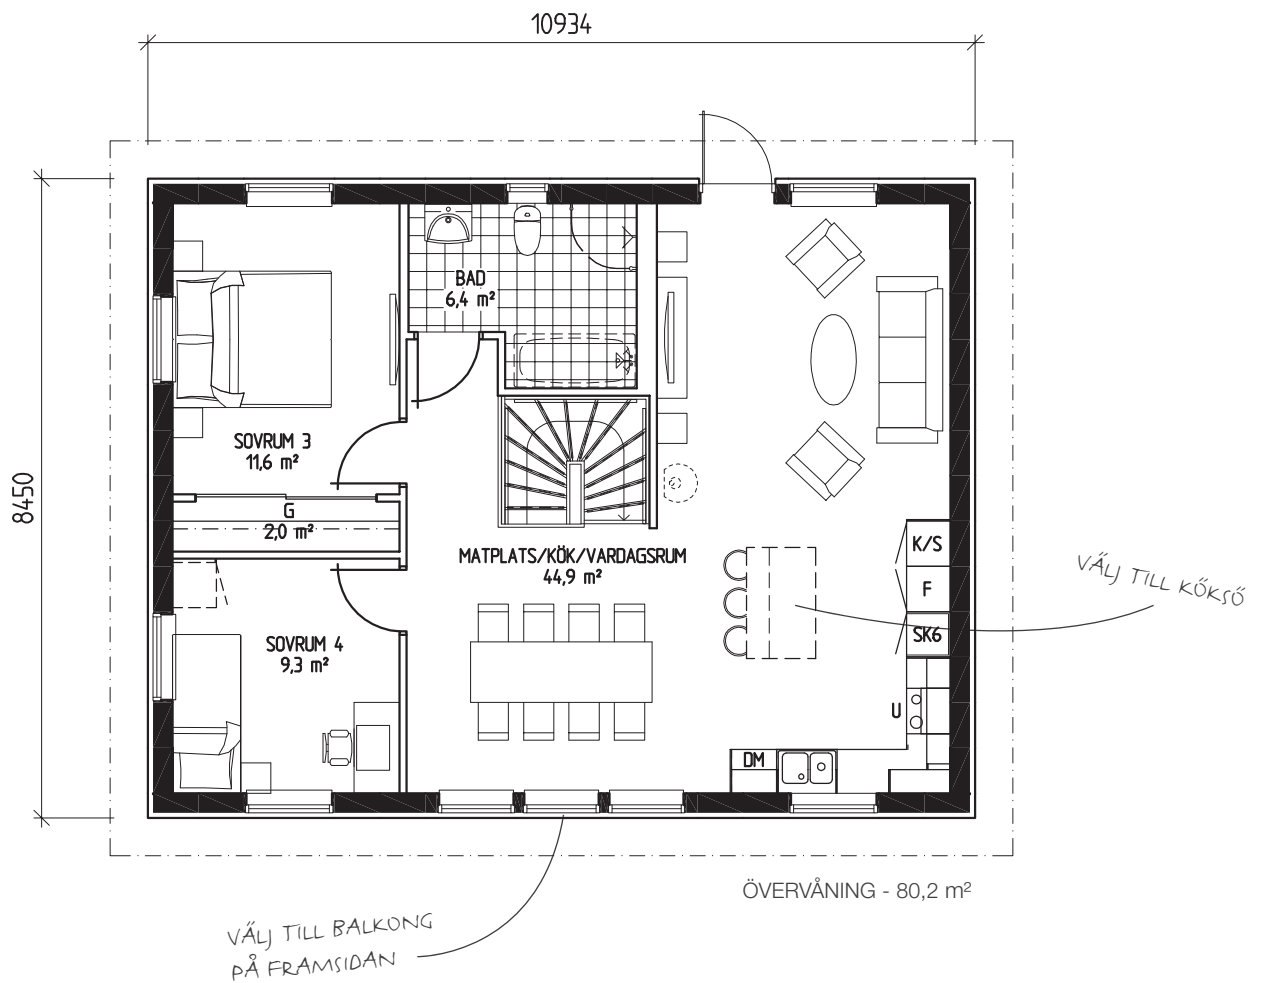 10934
8450
BAD
6,4 m²
SOVRUM 3
11,6 m²
G
2,0 m²
MATPLATS/KÖK/VARDAGSRUM
44,9 m²
K/S
F
SK6
VÄLJ TILL KÖKSÖ
SOVRUM 4
9,3 m²
U
DM
ÖVERVÅNING - 80,2 m²
VÄLJ TILL BALKONG
PÅ FRAMSIDAN